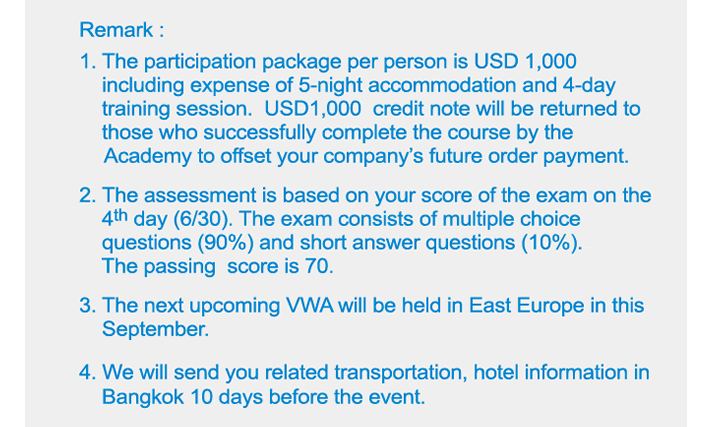 Remark :
1. The participation package per person is USD 1,000
including expense of 5-night accommodation and 4-day
training session.  USD1,000  credit note will be returned to
those who successfully complete the course by the
Academy to offset your company's future order payment.
2. The assessment is based on your score of the exam on the
4th day (6/30). The exam consists of multiple choice
questions (90%) and short answer questions (10%).
The passing  score is 70.
3. The next upcoming VWA will be held in East Europe in this
September.
4. We will send you related transportation, hotel information in
Bangkok 10 days before the event.